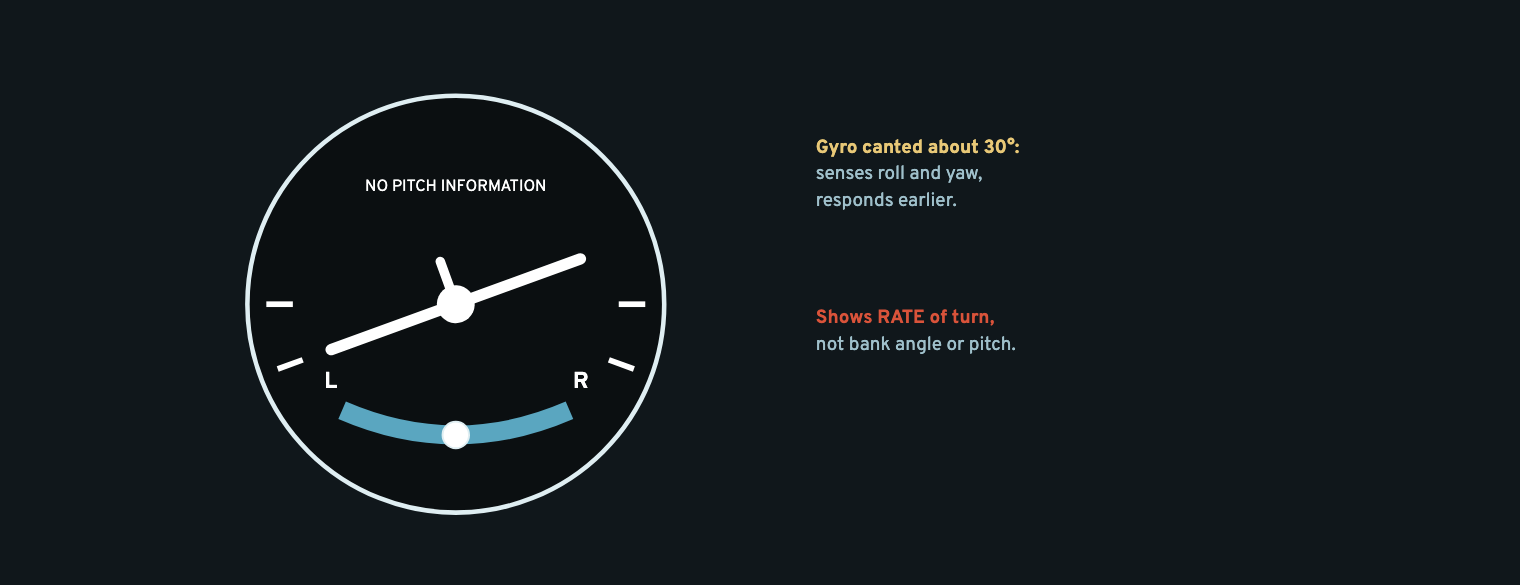 NO PITCH INFORMATION
L
R
Gyro canted about 30°:
senses roll and yaw,
responds earlier.
Shows RATE of turn,
not bank angle or pitch.